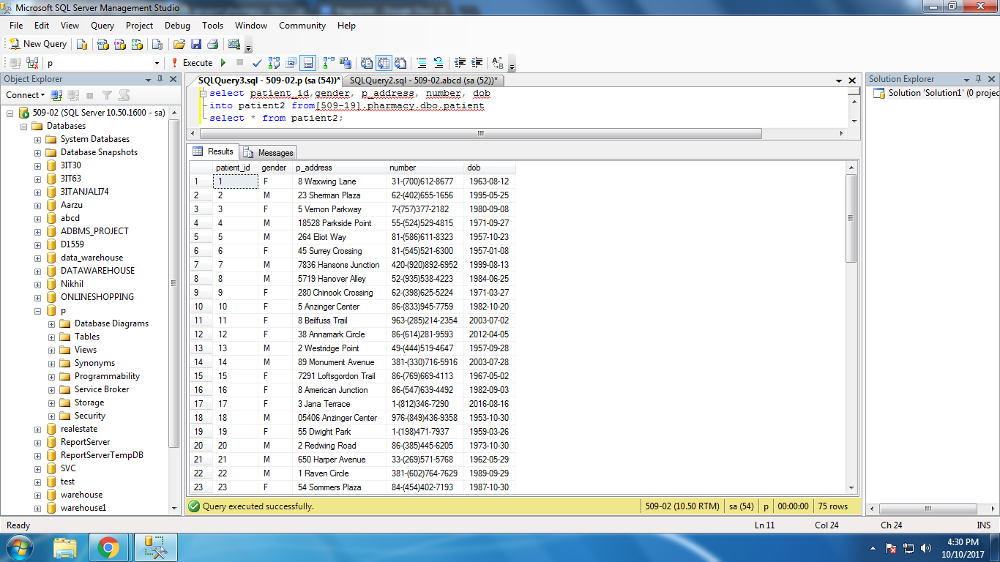 Microsoft SQL Server Management Studio
File Edit View Query Project Debug Tools Window Community Help
New Query
p Execute
Object Explorer
Connect
509-02 (SQL Server 10.50.1600 - sa)
Databases
System Databases
Database Snapshots
3IT30
3IT63
3ITANJALI74
Aarzu
abcd
ADBMS_PROJECT
D1559
data_warehouse
DATAWAREHOUSE
Nikhil
ONLINESHOPPING
p
Database Diagrams
Tables
Views
Synonyms
Programmability
Service Broker
Storage
Security
realestate
ReportServer
ReportServerTempDB
SVC
test
warehouse
warehouse1
SQLQuery3.sql - 509-02.p (sa (54))* SQLQuery2.sql - 509-02.abcd (sa (52))*
select patient_id,gender, p_address, number, dob
into patient2 from[509-19].pharmacy.dbo.patient
select * from patient2;
Results Messages
patient_id gender p_address number dob
1 1 F 8 Waxwing Lane 31-(700)612-8677 1963-08-12
2 2 M 23 Sherman Plaza 62-(402)655-1656 1995-05-25
3 3 F 5 Vernon Parkway 7-(757)377-2182 1980-09-08
4 4 M 18528 Parkside Point 55-(524)529-4815 1971-09-27
5 5 M 264 Eliot Way 81-(586)611-8323 1957-10-23
6 6 F 45 Surrey Crossing 81-(545)521-6300 1957-01-08
7 7 M 7836 Hansons Junction 420-(920)892-6952 1999-08-13
8 8 M 5719 Hanover Alley 52-(935)538-4223 1984-06-25
9 9 F 280 Chinook Crossing 62-(398)625-5224 1971-03-27
10 10 F 5 Anzinger Center 86-(833)945-7759 1982-10-20
11 11 F 8 Beilfuss Trail 963-(285)214-2354 2003-07-02
12 12 F 38 Annamark Circle 86-(614)281-9593 2012-04-05
13 13 M 2 Westridge Point 49-(444)519-4647 1957-09-28
14 14 M 89 Monument Avenue 381-(330)716-5916 2003-07-28
15 15 F 7291 Loftsgordon Trail 86-(769)669-4113 1967-05-02
16 16 F 8 American Junction 86-(547)639-4492 1982-09-03
17 17 F 3 Jana Terrace 1-(812)346-7290 2016-08-16
18 18 M 05406 Anzinger Center 976-(849)436-9358 1953-10-30
19 19 F 55 Dwight Park 1-(198)471-7937 1959-03-26
20 20 M 2 Redwing Road 86-(385)445-6205 1973-10-30
21 21 M 650 Harper Avenue 33-(269)571-5768 1962-05-29
22 22 M 1 Raven Circle 381-(602)764-7629 1989-09-29
23 23 F 54 Sommers Plaza 84-(454)402-7193 1987-10-30
Query executed successfully. 509-02 (10.50 RTM) sa (54) p 00:00:00 75 rows
Solution Explorer
Solution 'Solution1' (0 projec
Ready Ln 11 Col 24 Ch 24 INS
4:30 PM
10/10/2017